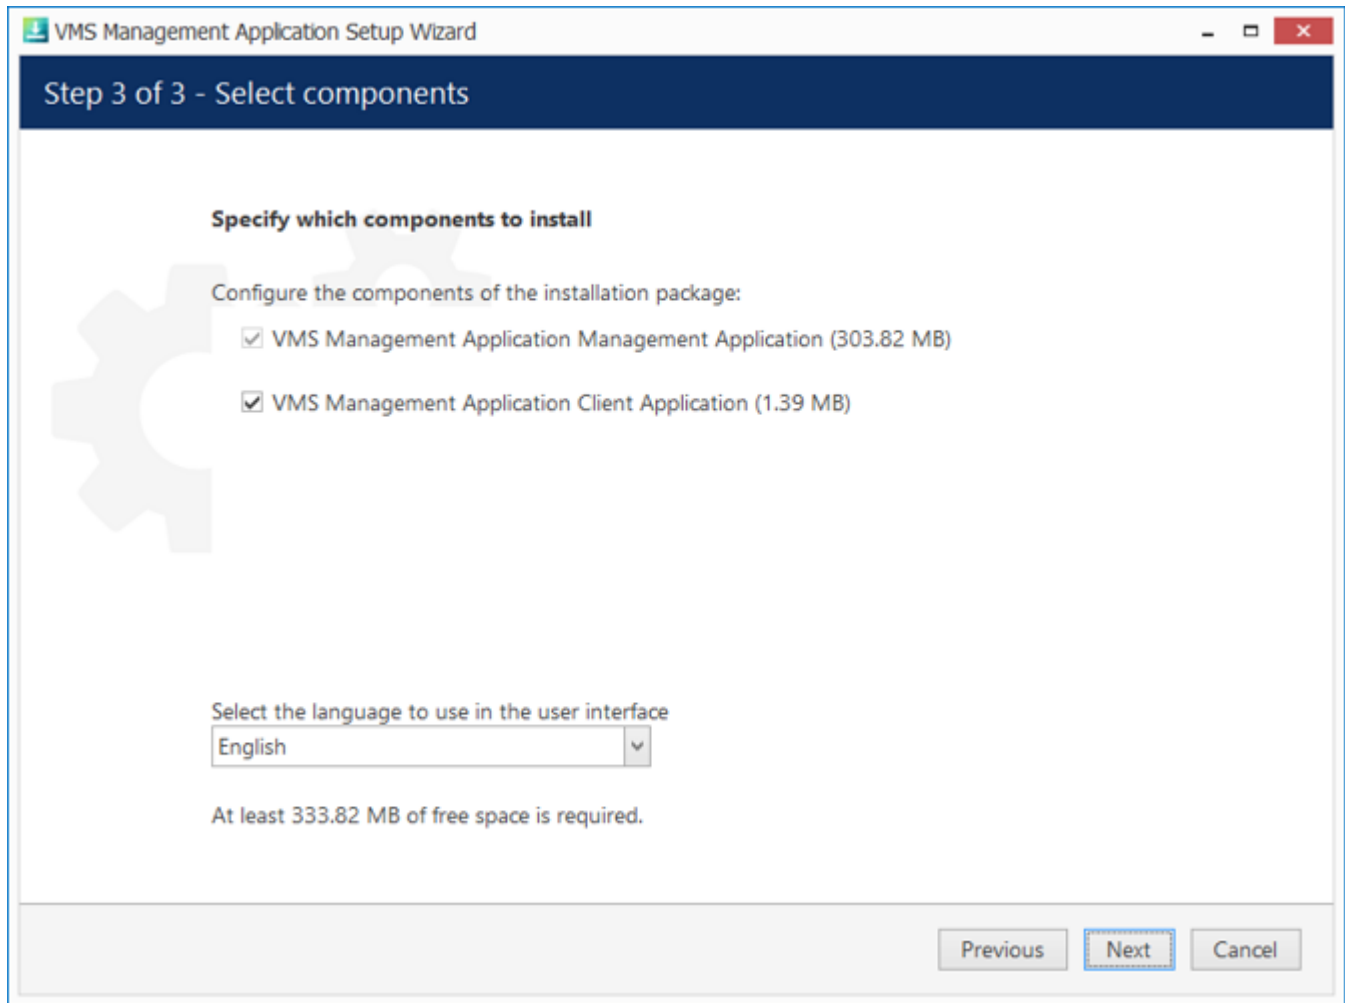 VMS Management Application Setup Wizard
Step 3 of 3 - Select components
Specify which components to install
Configure the components of the installation package:
VMS Management Application Management Application (303.82 MB)
VMS Management Application Client Application (1.39 MB)
Select the language to use in the user interface
English
At least 333.82 MB of free space is required.
Previous Next Cancel